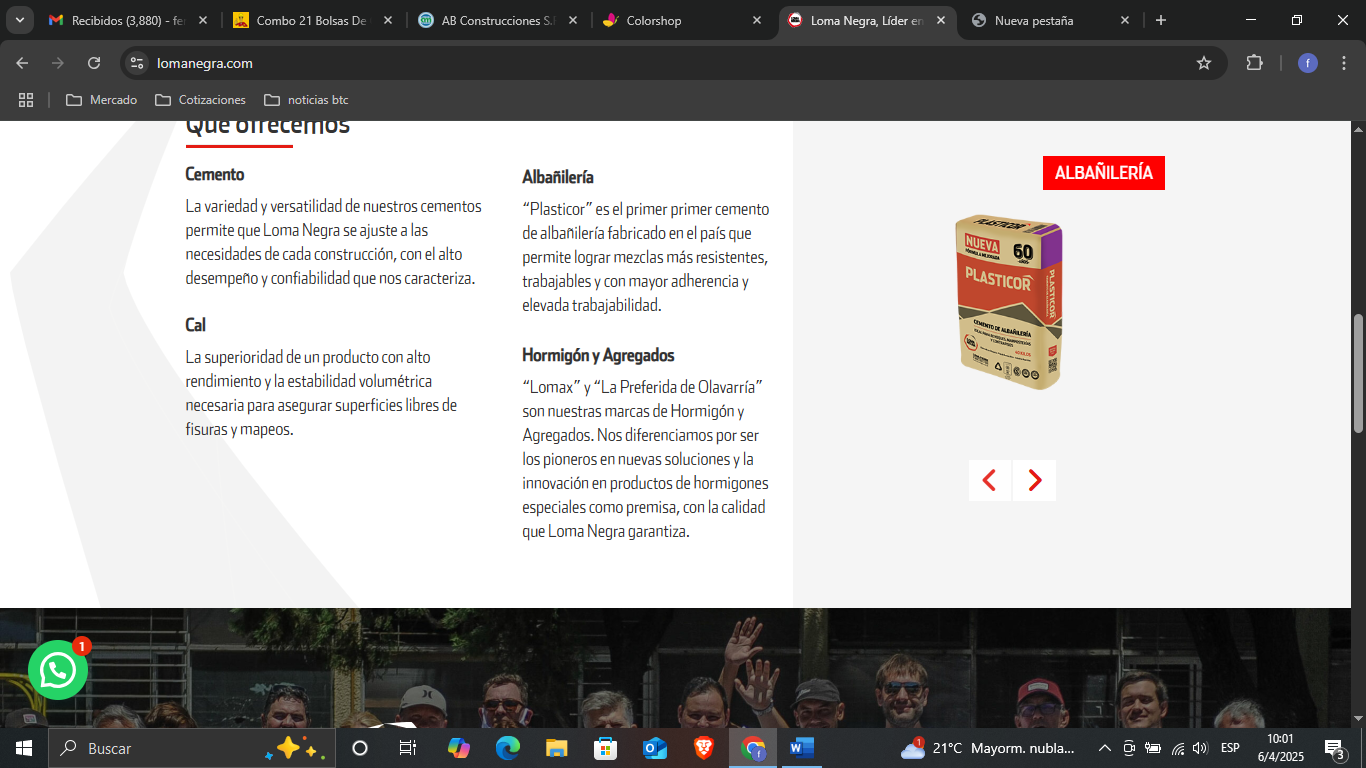 Recibidos (3,880) - fe
Combo 21 Bolsas De
AB Construcciones S.
Colorshop
Loma Negra, Líder en
Nueva pestaña
lomanegra.com
f
Mercado
Cotizaciones
noticias btc
Que ofrecemos
Cemento
La variedad y versatilidad de nuestros cementos
permite que Loma Negra se ajuste a las
necesidades de cada construcción, con el alto
desempeño y confiabilidad que nos caracteriza.
Cal
La superioridad de un producto con alto
rendimiento y la estabilidad volumétrica
necesaria para asegurar superficies libres de
fisuras y mapeos.
Albañilería
“Plasticor” es el primer primer cemento
de albañilería fabricado en el país que
permite lograr mezclas más resistentes,
trabajables y con mayor adherencia y
elevada trabajabilidad.
Hormigón y Agregados
“Lomax” y “La Preferida de Olavarría”
son nuestras marcas de Hormigón y
Agregados. Nos diferenciamos por ser
los pioneros en nuevas soluciones y la
innovación en productos de hormigones
especiales como premisa, con la calidad
que Loma Negra garantiza.
ALBAÑILERÍA
PLASTICOR
NUEVA
FÓRMULA MEJORADA
60
años
PLASTICOR
PLASTICOR
CEMENTO DE ALBAÑILERÍA
1
Buscar
1
21°C Mayorm. nubla...
ESP
10:01
6/4/2025
3